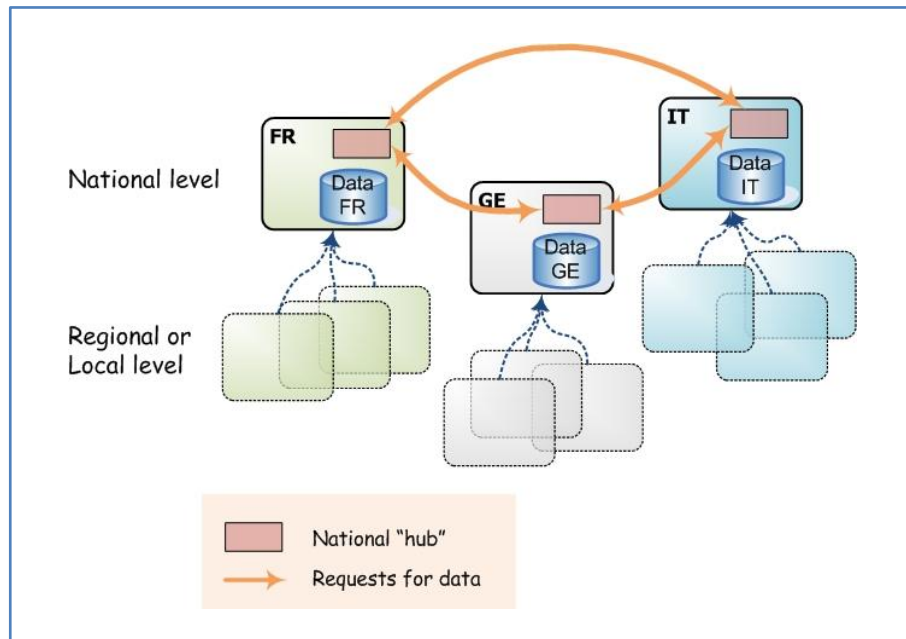 FR
Data
FR
IT
Data
IT
National level
GE
Data
GE
Regional or
Local level
National "hub"
Requests for data